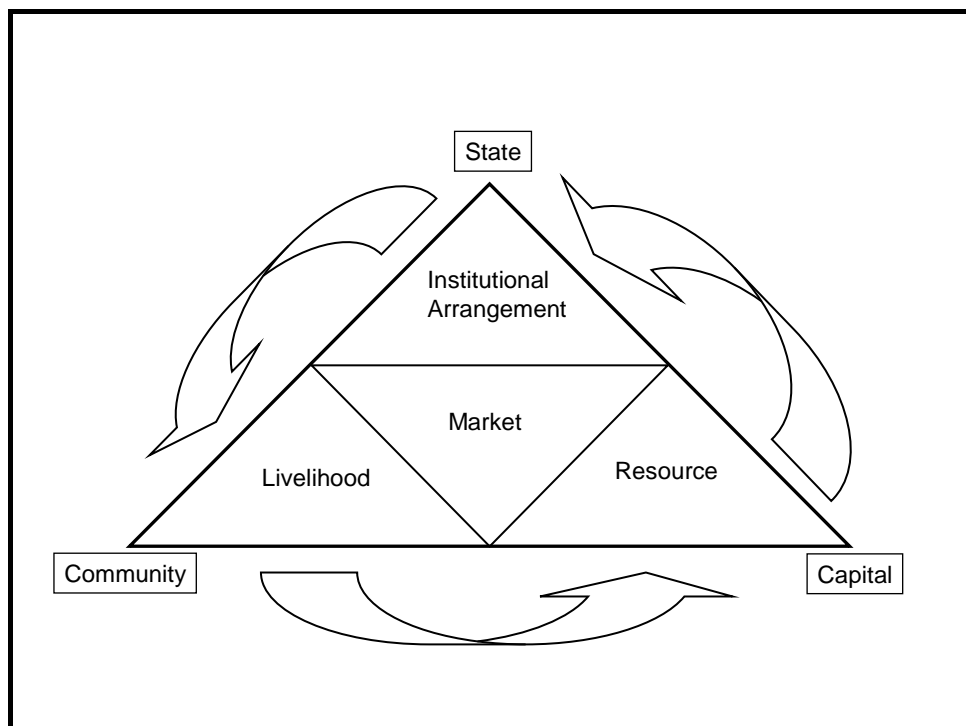 State
Institutional
Arrangement
Market
Livelihood
Resource
Community
Capital